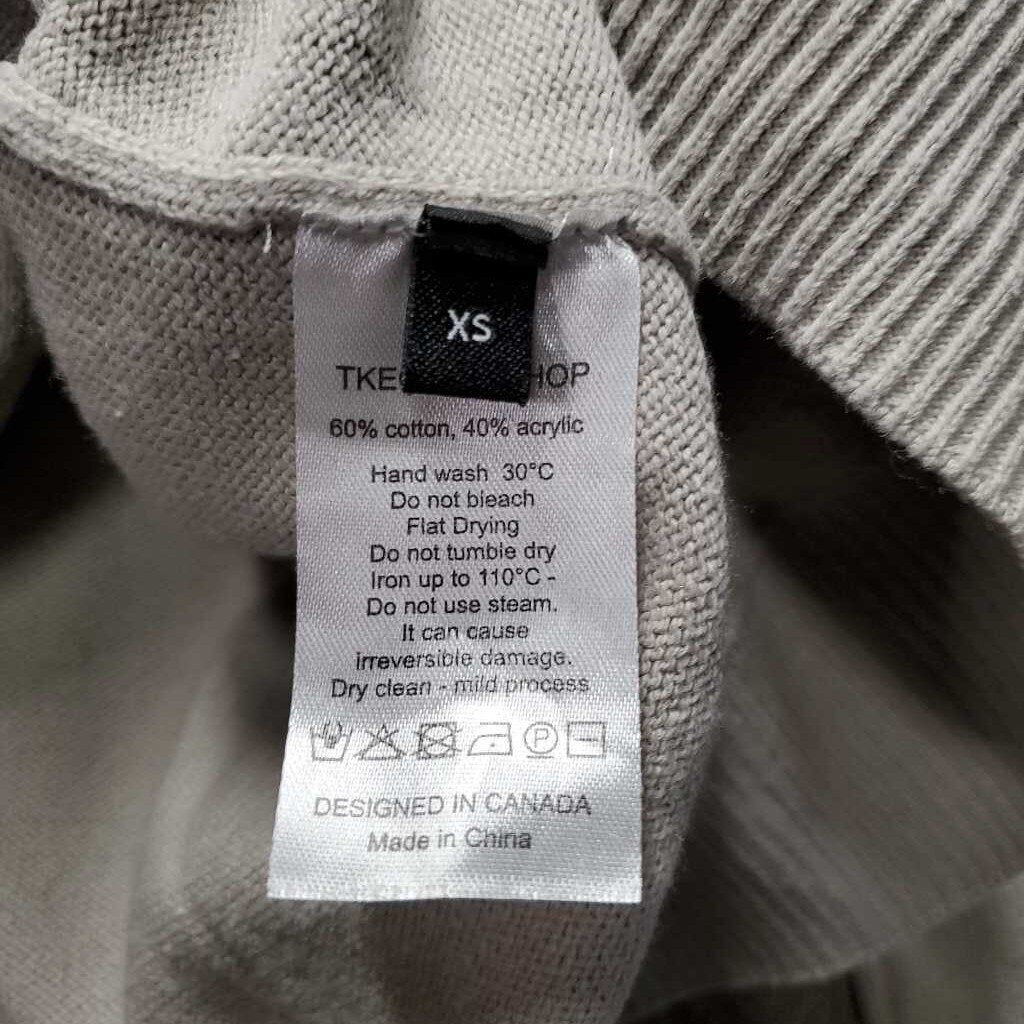 XS
60% cotton, 40% acrylic
Hand wash 30°C
Do not bleach
Flat Drying
Do not tumble dry
Iron up to 110°C -
Do not use steam.
It can cause
irreversible damage.
Dry clean - mild process
P
DESIGNED IN CANADA
Made in China